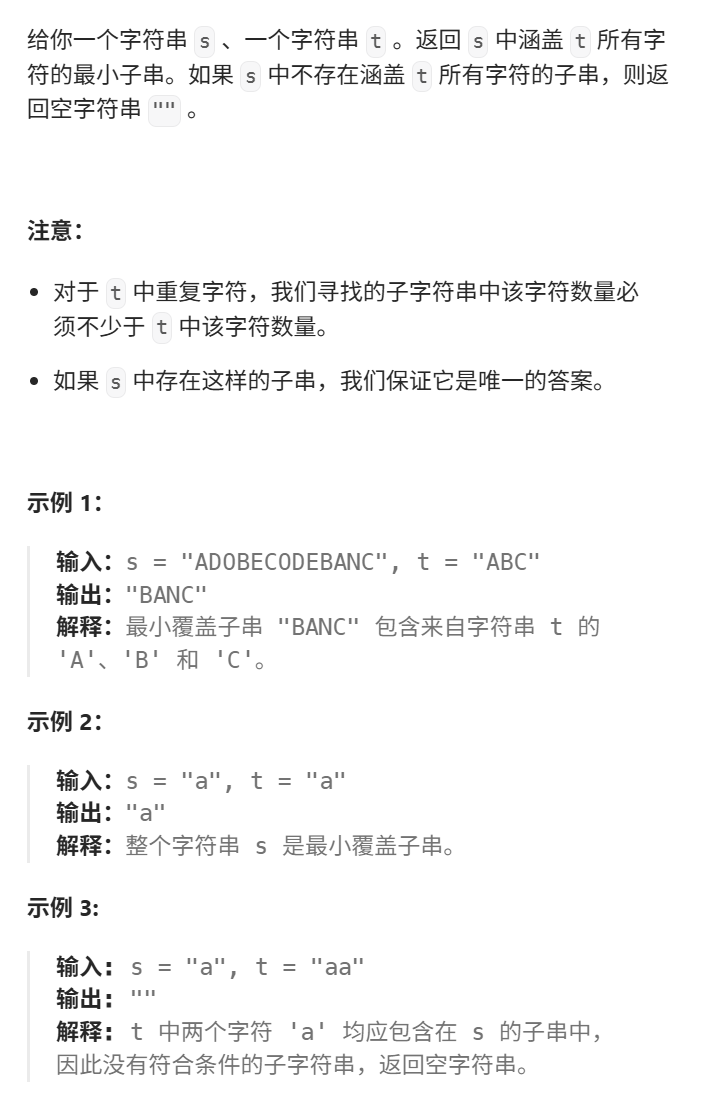 给你一个字符串 s 、一个字符串 t 。返回 s 中涵盖 t 所有字
符的最小子串。如果 s 中不存在涵盖 t 所有字符的子串，则返
回空字符串 "" 。
注意：
• 对于 t 中重复字符，我们寻找的子字符串中该字符数量必
须不少于 t 中该字符数量。
• 如果 s 中存在这样的子串，我们保证它是唯一的答案。
示例 1：
输入：s = "ADOBECODEBANC", t = "ABC"
输出："BANC"
解释：最小覆盖子串 "BANC" 包含来自字符串 t 的
'A'、'B' 和 'C'。
示例 2：
输入：s = "a", t = "a"
输出："a"
解释：整个字符串 s 是最小覆盖子串。
示例 3:
输入: s = "a", t = "aa"
输出: ""
解释: t 中两个字符 'a' 均应包含在 s 的子串中，
因此没有符合条件的子字符串，返回空字符串。